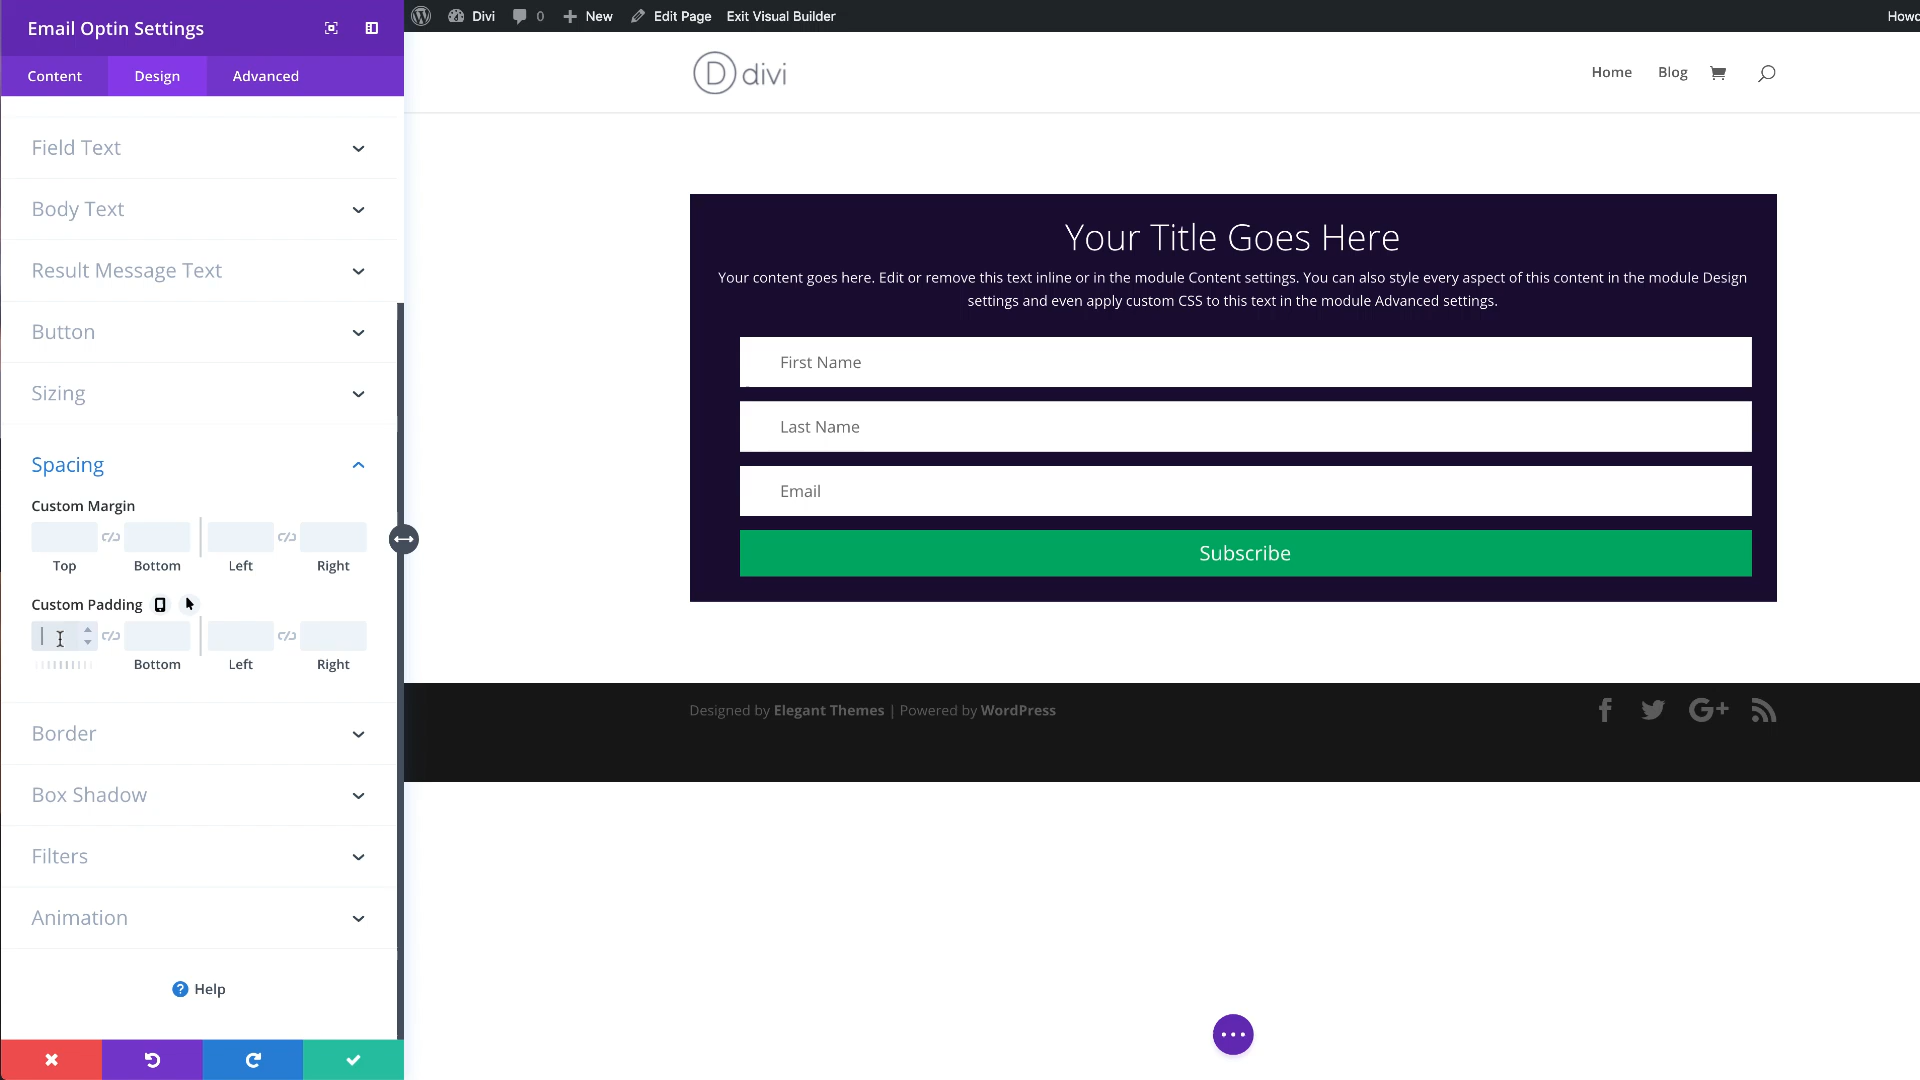 Email Optin Settings
Content
Design
Advanced
Field Text
Body Text
Result Message Text
Button
Sizing
Spacing
Custom Margin
Top
Bottom
Left
Right
Custom Padding
Bottom
Left
Right
Border
Box Shadow
Filters
Animation
Help
Divi
0
New
Edit Page
Exit Visual Builder
Howd
D divi
Home
Blog
Your Title Goes Here
Your content goes here. Edit or remove this text inline or in the module Content settings. You can also style every aspect of this content in the module Design
settings and even apply custom CSS to this text in the module Advanced settings.
First Name
Last Name
Email
Subscribe
Designed by Elegant Themes | Powered by WordPress